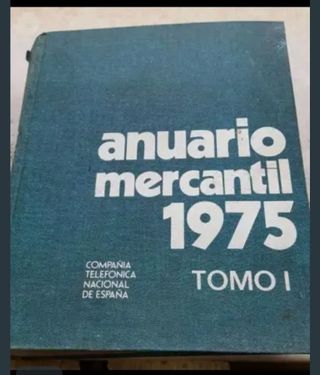 anuario
mercantil
1975
COMPAÑIA
TELEFONICA
NACIONAL
DE ESPAÑA
TOMO I